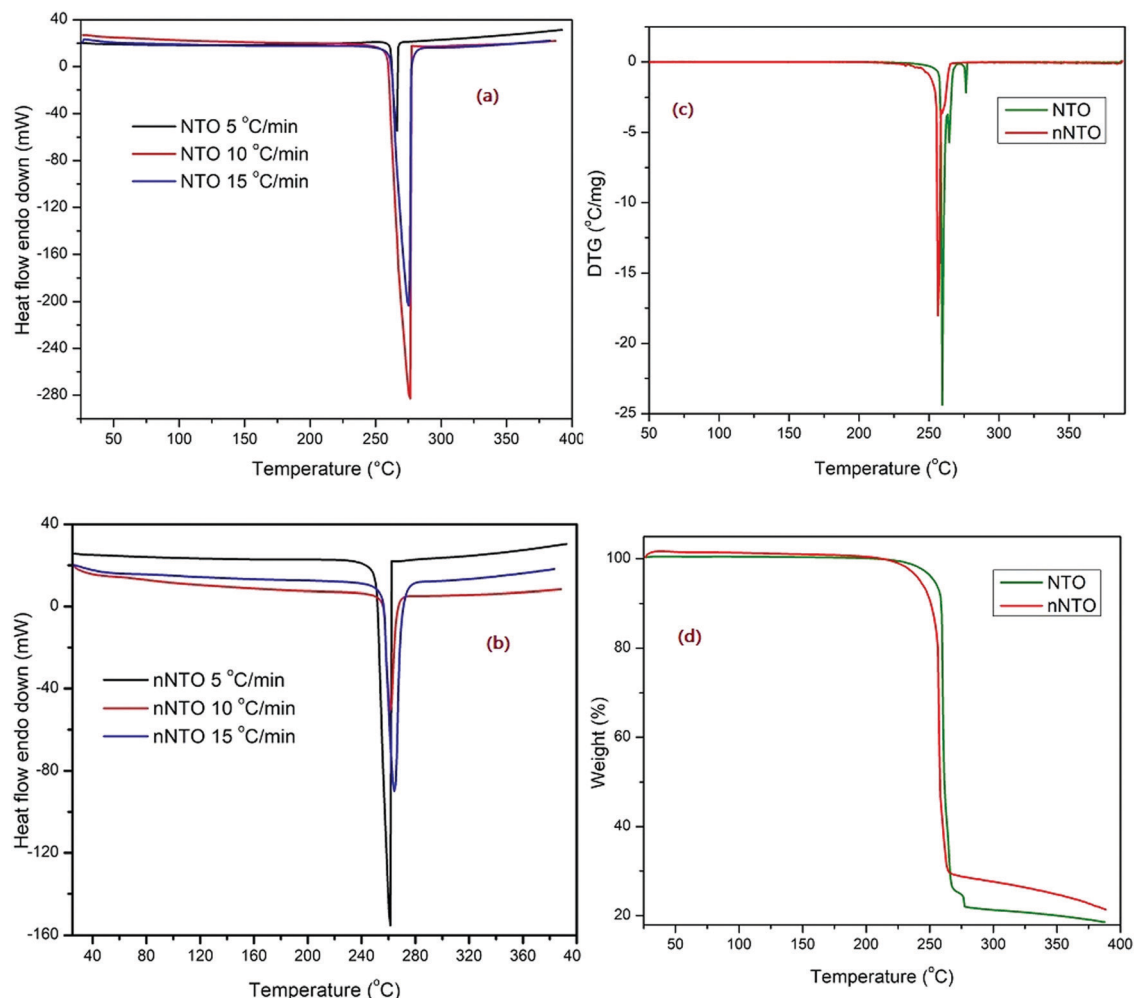 40
0
-40
-80
-120
-160
-200
-240
-280
50 100 150 200 250 300 350 400
Heat flow endo down (mW)
Temperature (°C)
(a)
NTO 5 °C/min
NTO 10 °C/min
NTO 15 °C/min
0
-5
-10
-15
-20
-25
50 100 150 200 250 300 350
DTG (°C/mg)
Temperature (°C)
(c)
NTO
nNTO
40
0
-40
-80
-120
-160
40 80 120 160 200 240 280 320 360 40
Heat flow endo down (mW)
Temperature (°C)
(b)
nNTO 5 °C/min
nNTO 10 °C/min
nNTO 15 °C/min
100
80
60
40
20
50 100 150 200 250 300 350 400
Weight (%)
Temperature (°C)
(d)
NTO
nNTO